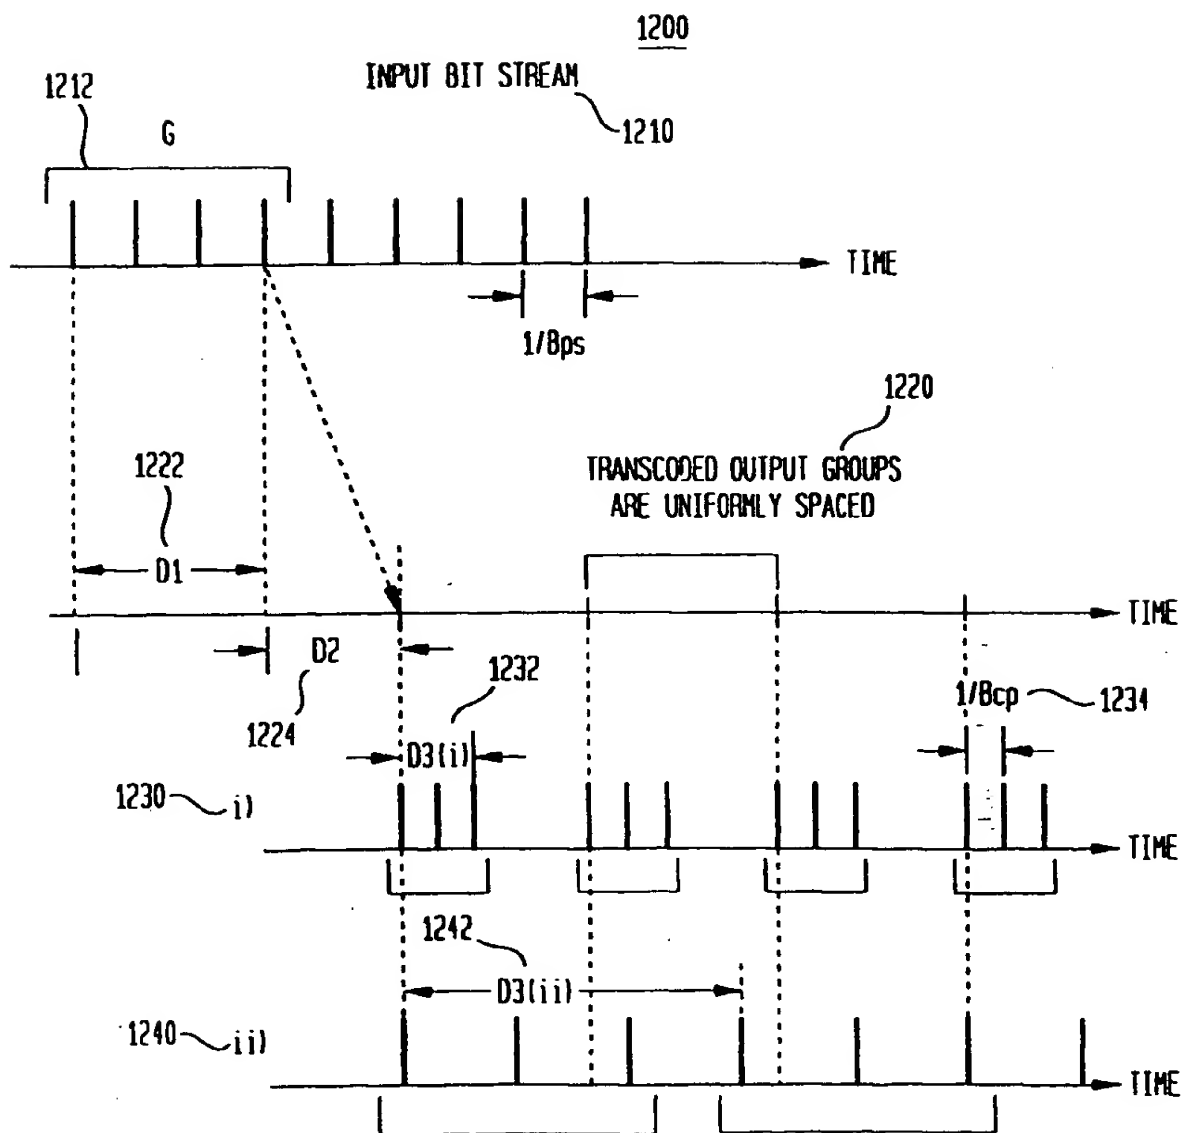 1200
1212
INPUT BIT STREAM
1210
G
TIME
1/Bps
1220
1222
TRANSCODED OUTPUT GROUPS
ARE UNIFORMLY SPACED
D1
TIME
D2
1232
1/Bcp
1234
1224
D3(i)
1230
i)
TIME
1242
D3(ii)
1240
ii)
TIME